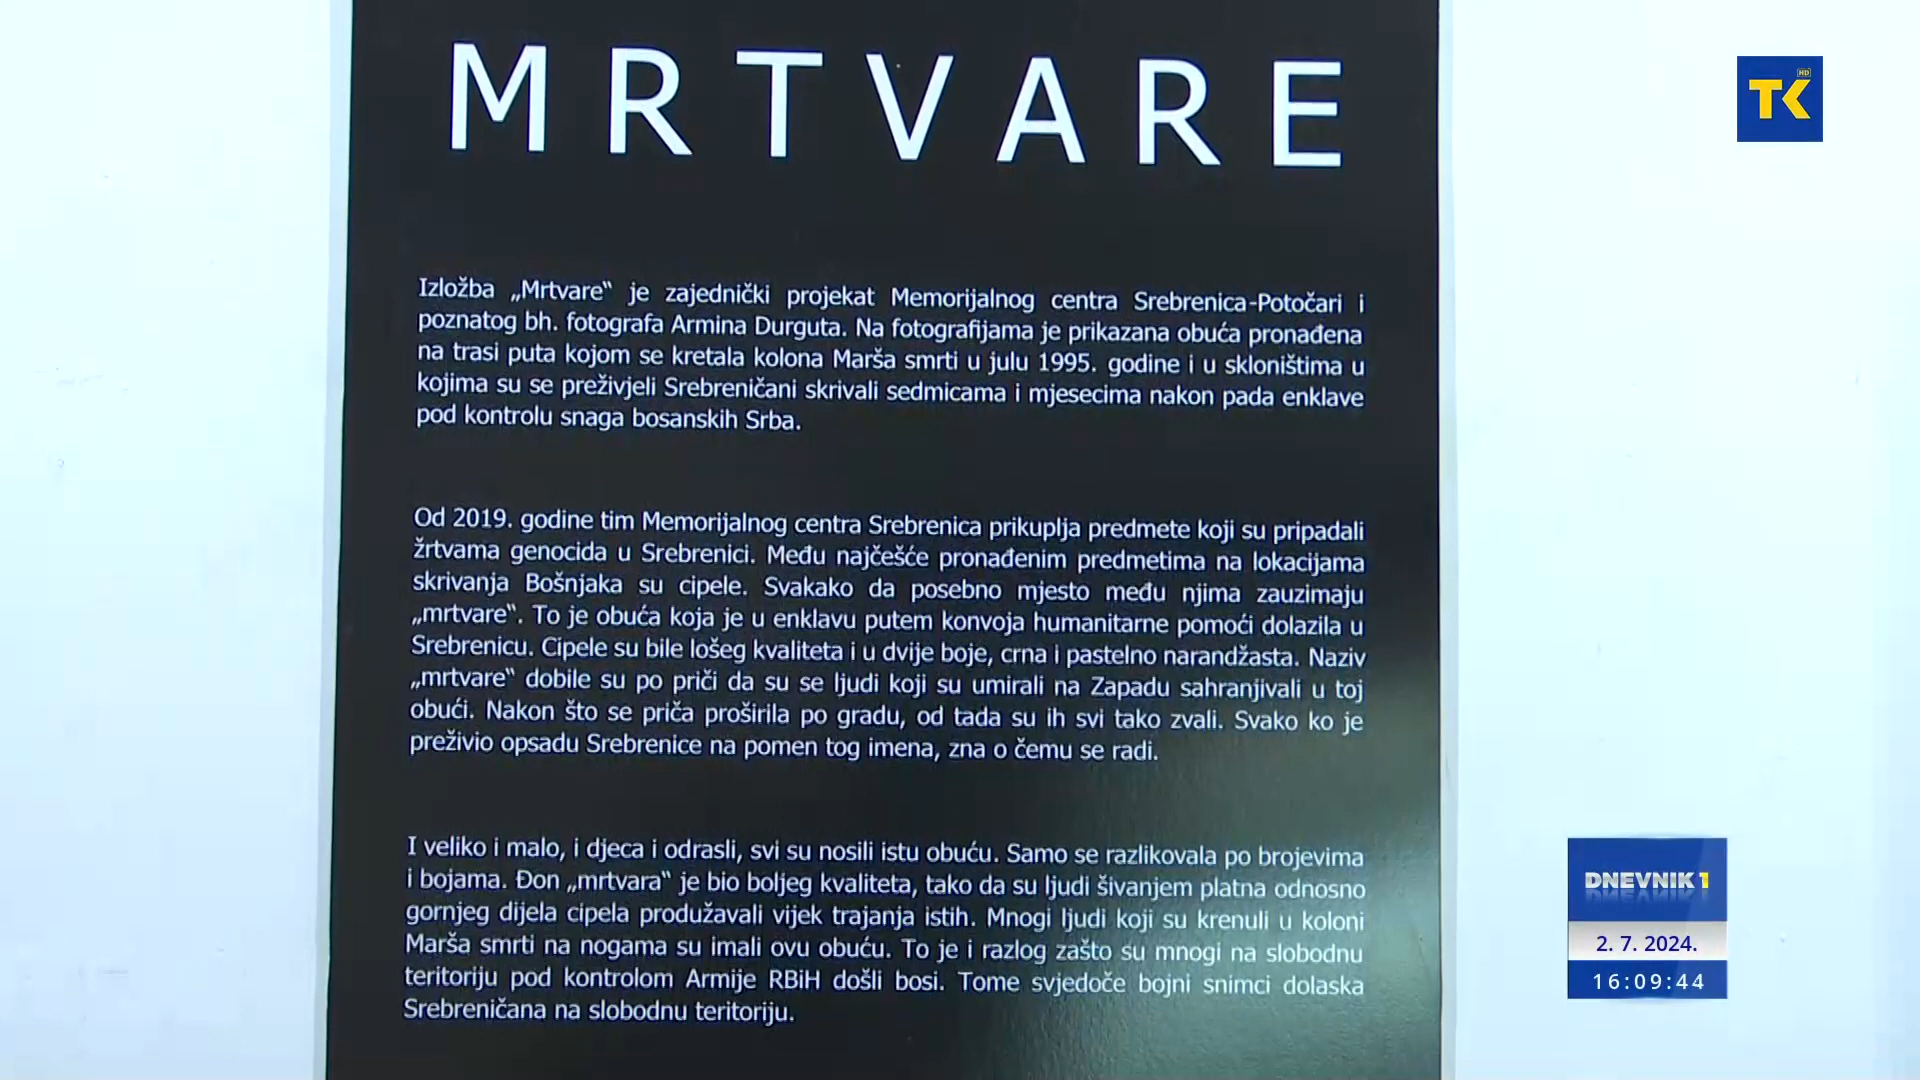 MRTVARE
TK HD
Izložba „Mrtvare“ je zajednički projekat Memorijalnog centra Srebrenica-Potočari i
poznatog bh. fotografa Armina Durguta. Na fotografijama je prikazana obuća pronađena
na trasi puta kojom se kretala kolona Marša smrti u julu 1995. godine i u skloništima u
kojima su se preživjeli Srebreničani skrivali sedmicama i mjesecima nakon pada enklave
pod kontrolu snaga bosanskih Srba.
Od 2019. godine tim Memorijalnog centra Srebrenica prikuplja predmete koji su pripadali
žrtvama genocida u Srebrenici. Među najčešće pronađenim predmetima na lokacijama
skrivanja Bošnjaka su cipele. Svakako da posebno mjesto među njima zauzimaju
„mrtvare“. To je obuća koja je u enklavu putem konvoja humanitarne pomoći dolazila u
Srebrenicu. Cipele su bile lošeg kvaliteta i u dvije boje, crna i pastelno narandžasta. Naziv
„mrtvare“ dobile su po priči da su se ljudi koji su umirali na Zapadu sahranjivali u toj
obući. Nakon što se priča proširila po gradu, od tada su ih svi tako zvali. Svako ko je
preživio opsadu Srebrenice na pomen tog imena, zna o čemu se radi.
I veliko i malo, i djeca i odrasli, svi su nosili istu obuću. Samo se razlikovala po brojevima
i bojama. Đon „mrtvara“ je bio boljeg kvaliteta, tako da su ljudi šivanjem platna odnosno
gornjeg dijela cipela produžavali vijek trajanja istih. Mnogi ljudi koji su krenuli u koloni
Marša smrti na nogama su imali ovu obuću. To je i razlog zašto su mnogi na slobodnu
teritoriju pod kontrolom Armije RBiH došli bosi. Tome svjedoče bojni snimci dolaska
Srebreničana na slobodnu teritoriju.
DNEVNIK1
2. 7. 2024.
16:09:44